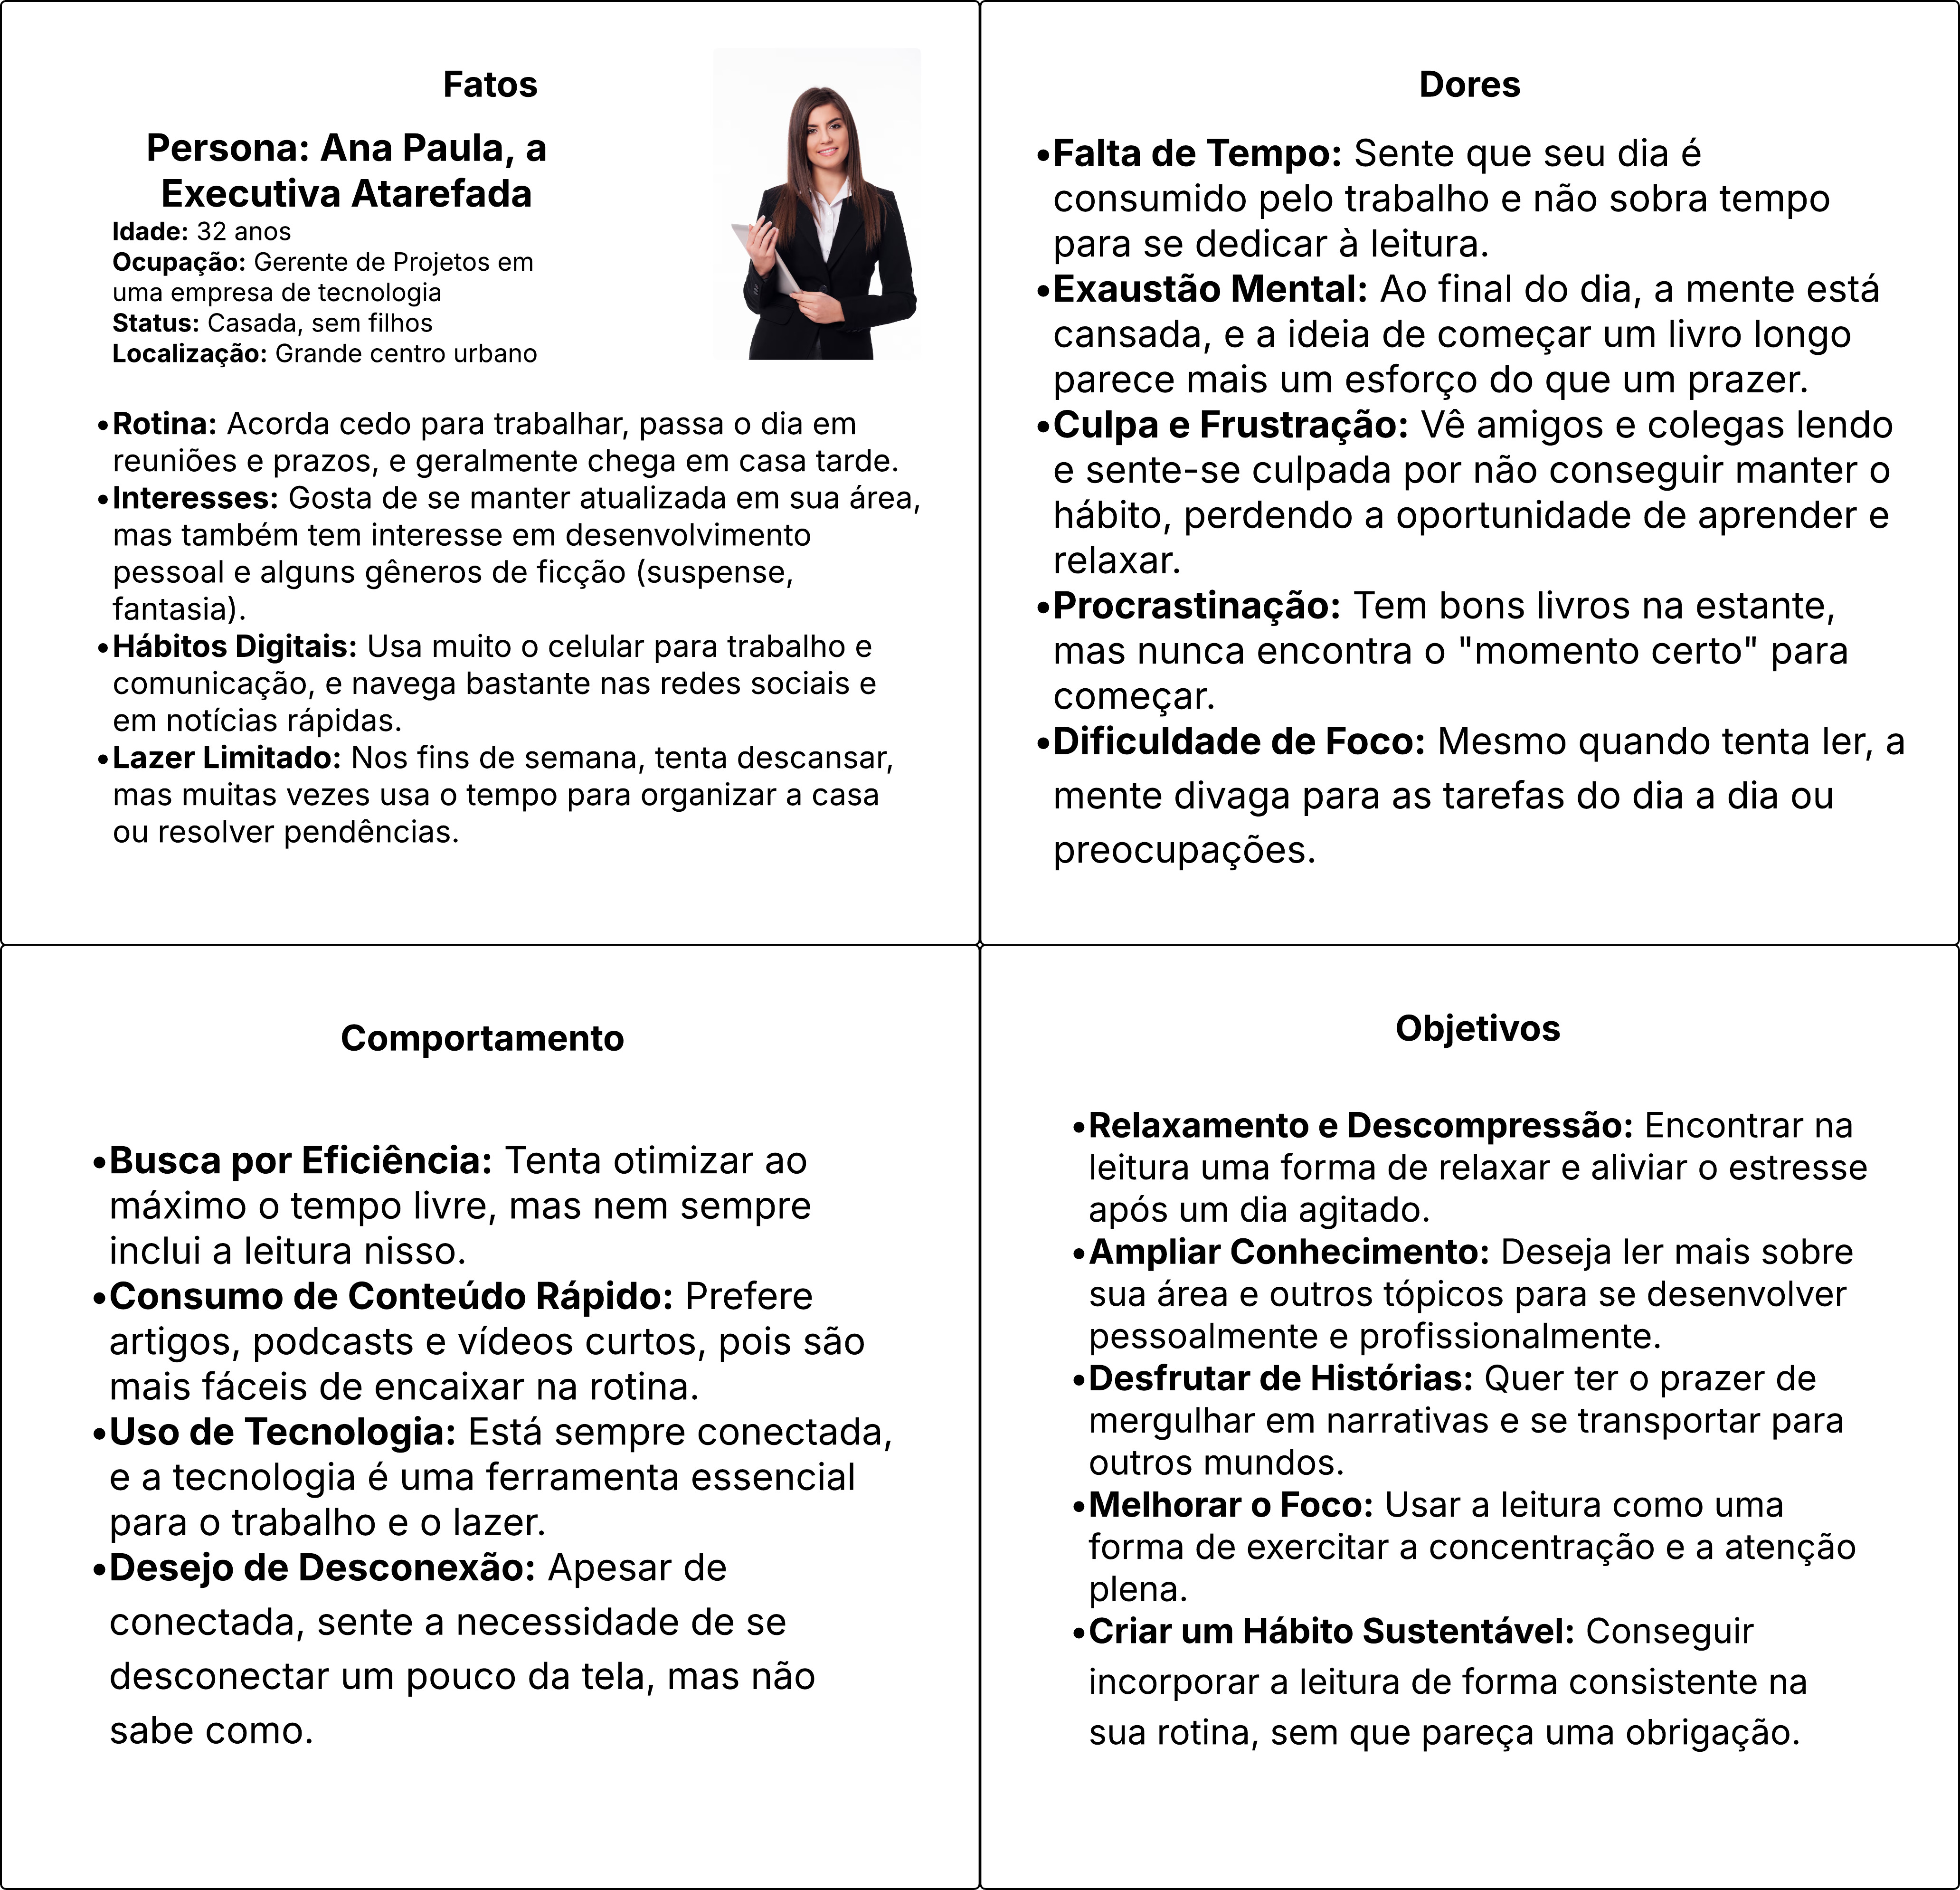 Fatos
Persona: Ana Paula, a
Executiva Atarefada
Idade: 32 anos
Ocupação: Gerente de Projetos em
uma empresa de tecnologia
Status: Casada, sem filhos
Localização: Grande centro urbano
•Rotina: Acorda cedo para trabalhar, passa o dia em
reuniões e prazos, e geralmente chega em casa tarde.
•Interesses: Gosta de se manter atualizada em sua área,
mas também tem interesse em desenvolvimento
pessoal e alguns gêneros de ficção (suspense,
fantasia).
•Hábitos Digitais: Usa muito o celular para trabalho e
comunicação, e navega bastante nas redes sociais e
em notícias rápidas.
•Lazer Limitado: Nos fins de semana, tenta descansar,
mas muitas vezes usa o tempo para organizar a casa
ou resolver pendências.
Dores
•Falta de Tempo: Sente que seu dia é
consumido pelo trabalho e não sobra tempo
para se dedicar à leitura.
•Exaustão Mental: Ao final do dia, a mente está
cansada, e a ideia de começar um livro longo
parece mais um esforço do que um prazer.
•Culpa e Frustração: Vê amigos e colegas lendo
e sente-se culpada por não conseguir manter o
hábito, perdendo a oportunidade de aprender e
relaxar.
•Procrastinação: Tem bons livros na estante,
mas nunca encontra o "momento certo" para
começar.
•Dificuldade de Foco: Mesmo quando tenta ler, a
mente divaga para as tarefas do dia a dia ou
preocupações.
Comportamento
•Busca por Eficiência: Tenta otimizar ao
máximo o tempo livre, mas nem sempre
inclui a leitura nisso.
•Consumo de Conteúdo Rápido: Prefere
artigos, podcasts e vídeos curtos, pois são
mais fáceis de encaixar na rotina.
•Uso de Tecnologia: Está sempre conectada,
e a tecnologia é uma ferramenta essencial
para o trabalho e o lazer.
•Desejo de Desconexão: Apesar de
conectada, sente a necessidade de se
desconectar um pouco da tela, mas não
sabe como.
Objetivos
•Relaxamento e Descompressão: Encontrar na
leitura uma forma de relaxar e aliviar o estresse
após um dia agitado.
•Ampliar Conhecimento: Deseja ler mais sobre
sua área e outros tópicos para se desenvolver
pessoalmente e profissionalmente.
•Desfrutar de Histórias: Quer ter o prazer de
mergulhar em narrativas e se transportar para
outros mundos.
•Melhorar o Foco: Usar a leitura como uma
forma de exercitar a concentração e a atenção
plena.
•Criar um Hábito Sustentável: Conseguir
incorporar a leitura de forma consistente na
sua rotina, sem que pareça uma obrigação.